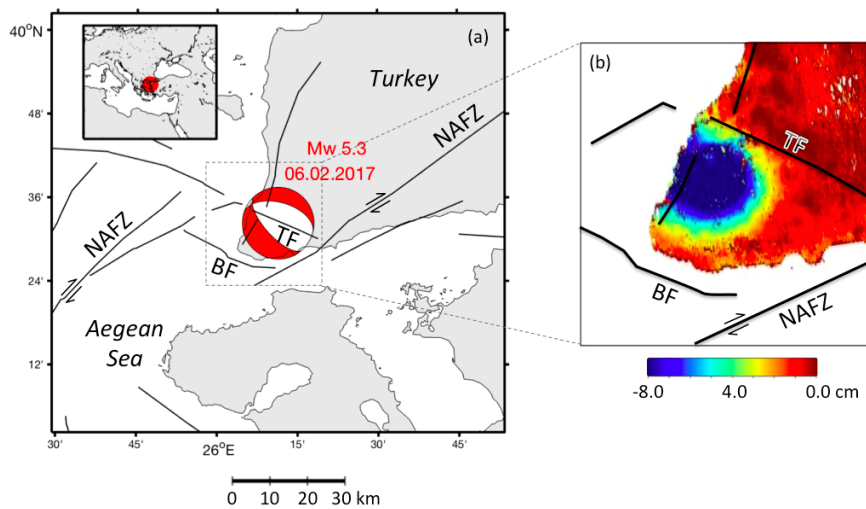 (a)
40°N
48'
36'
24'
12'
30'
45'
26°E
15'
30'
45'
Turkey
NAFZ
Mw 5.3
06.02.2017
TF
NAFZ
BF
Aegean
Sea
0 10 20 30 km
(b)
TF
BF
NAFZ
-8.0 4.0 0.0 cm